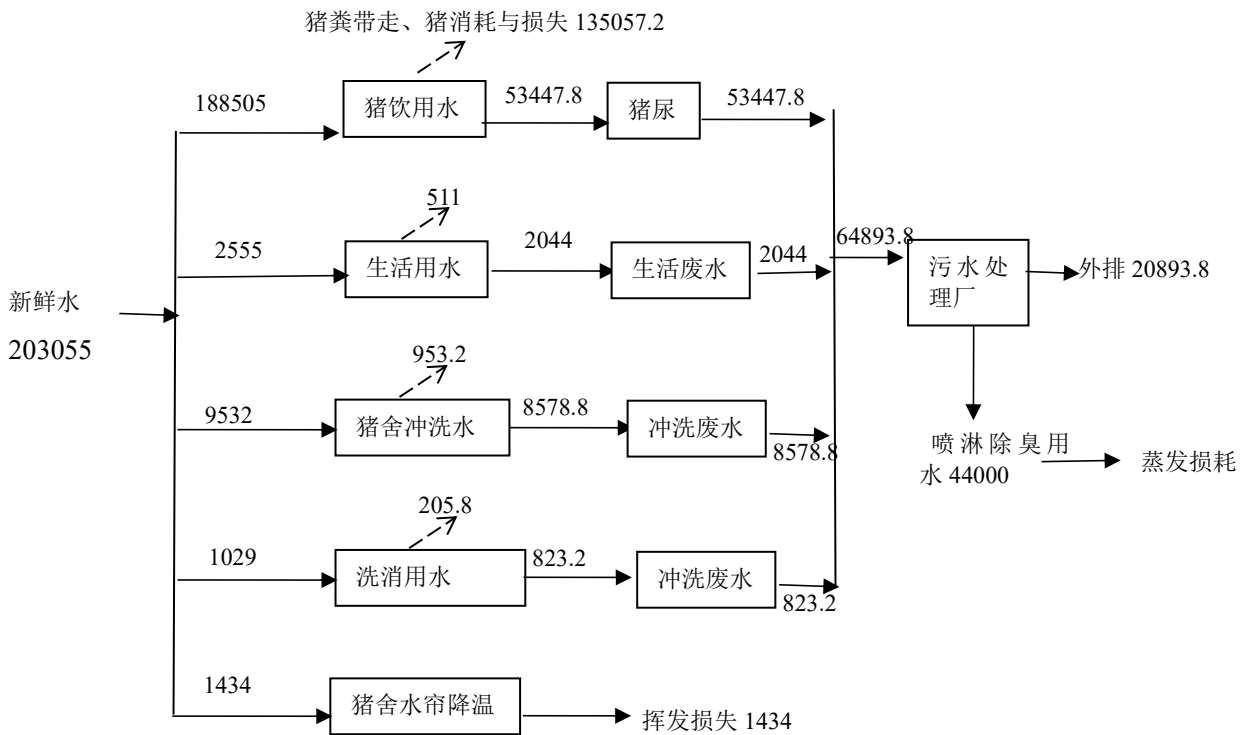 猪粪带走、猪消耗与损失 135057.2
188505
猪饮用水
53447.8
猪尿
53447.8
511
2555
生活用水
2044
生活废水
2044
64893.8
污水处
理厂
外排 20893.8
新鲜水
203055
953.2
9532
猪舍冲洗水
8578.8
冲洗废水
8578.8
喷淋除臭用
水 44000
蒸发损耗
205.8
1029
洗消用水
823.2
冲洗废水
823.2
1434
猪舍水帘降温
挥发损失 1434